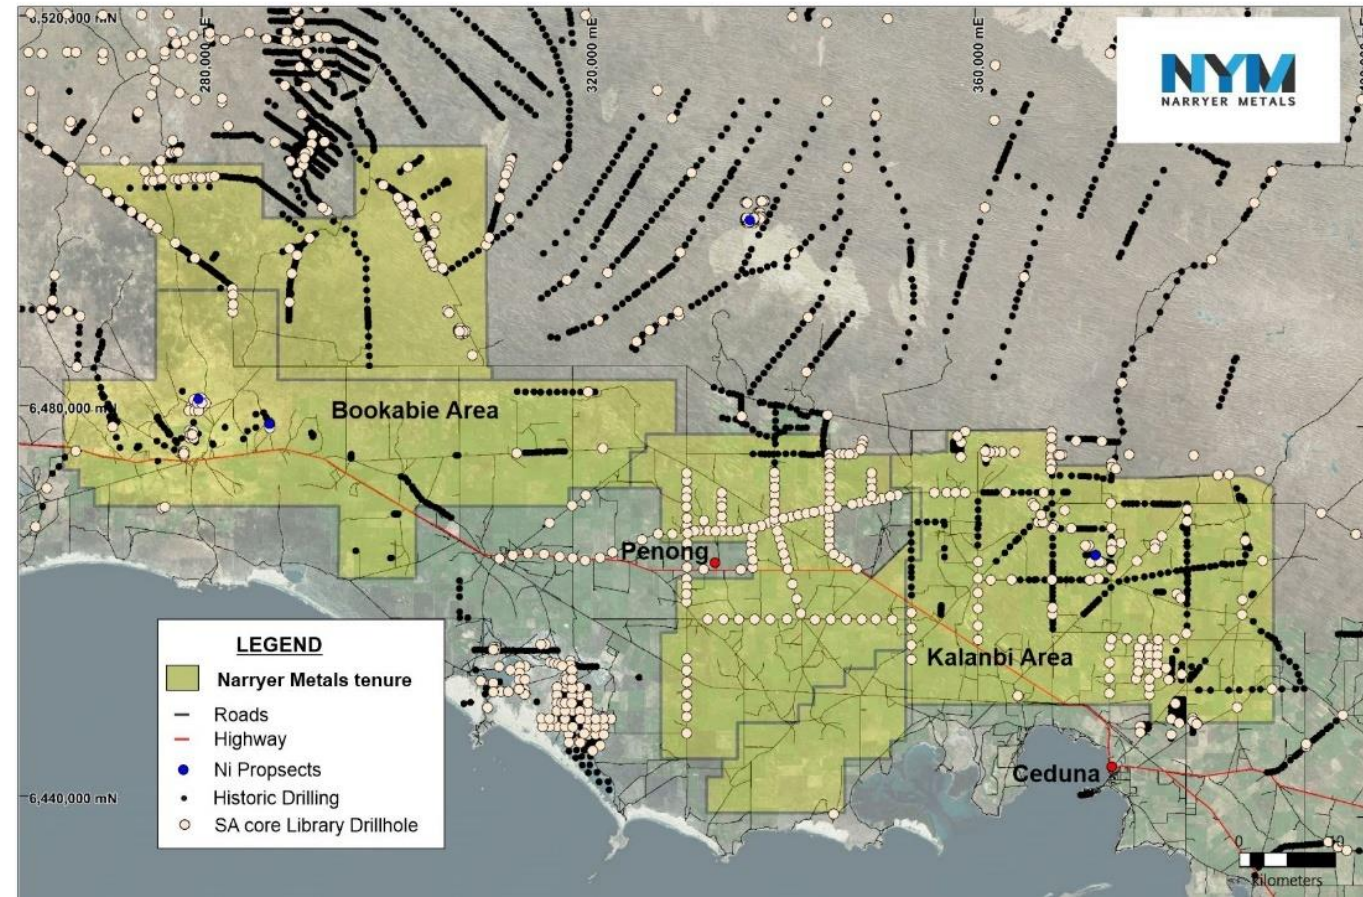 6,520,000 mN
280,000 mE
320,000 mE
360,000 mE
NYM
NARRYER METALS
6,480,000 mN
Bookabie Area
Penong
Kalanbi Area
Ceduna
6,440,000 mN
LEGEND
Narryer Metals tenure
Roads
Highway
Ni Propsects
Historic Drilling
SA core Library Drillhole
0 10
kilometers